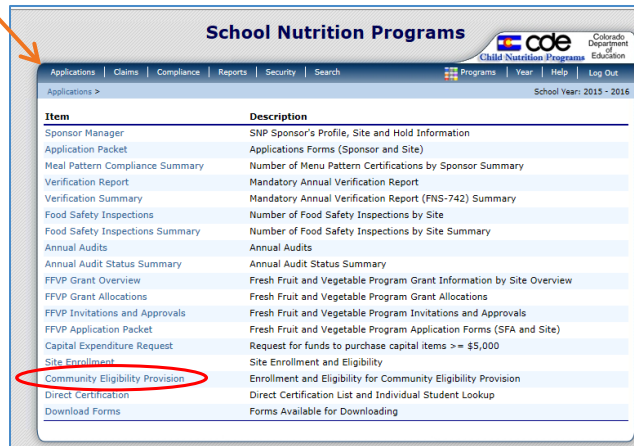 School Nutrition Programs
cde
Child Nutrition Programs
Colorado
Department
of
Education
Applications | Claims | Compliance | Reports | Security | Search Programs | Year | Help | Log Out
Applications > School Year: 2015 - 2016
Item Description
Sponsor Manager SNP Sponsor's Profile, Site and Hold Information
Application Packet Applications Forms (Sponsor and Site)
Meal Pattern Compliance Summary Number of Menu Pattern Certifications by Sponsor Summary
Verification Report Mandatory Annual Verification Report
Verification Summary Mandatory Annual Verification Report (FNS-742) Summary
Food Safety Inspections Number of Food Safety Inspections by Site
Food Safety Inspections Summary Number of Food Safety Inspections by Site Summary
Annual Audits Annual Audits
Annual Audit Status Summary Annual Audit Status Summary
FFVP Grant Overview Fresh Fruit and Vegetable Program Grant Information by Site Overview
FFVP Grant Allocations Fresh Fruit and Vegetable Program Grant Allocations
FFVP Invitations and Approvals Fresh Fruit and Vegetable Program Invitations and Approvals
FFVP Application Packet Fresh Fruit and Vegetable Program Application Forms (SFA and Site)
Capital Expenditure Request Request for funds to purchase capital items >= $5,000
Site Enrollment Site Enrollment and Eligibility
Community Eligibility Provision Enrollment and Eligibility for Community Eligibility Provision
Direct Certification Direct Certification List and Individual Student Lookup
Download Forms Forms Available for Downloading